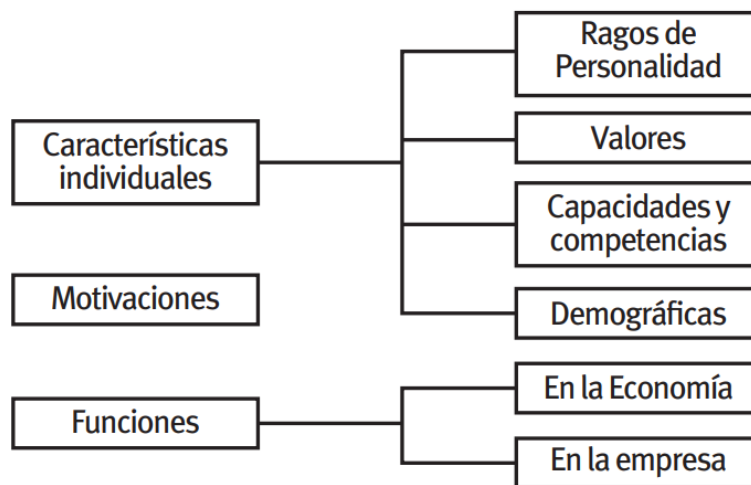 Características
individuales
Ragos de
Personalidad
Valores
Capacidades y
competencias
Demográficas
Motivaciones
Funciones
En la Economía
En la empresa